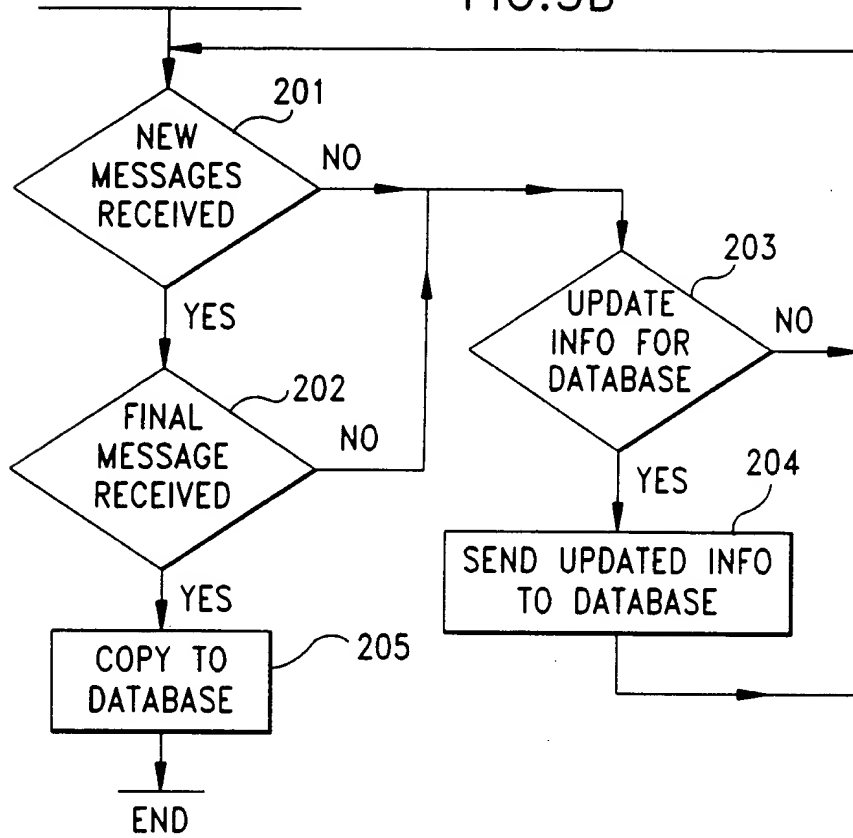 FIG.3B
201
NEW
MESSAGES
RECEIVED
NO
YES
202
FINAL
MESSAGE
RECEIVED
NO
YES
205
COPY TO
DATABASE
END
203
UPDATE
INFO FOR
DATABASE
NO
YES
204
SEND UPDATED INFO
TO DATABASE